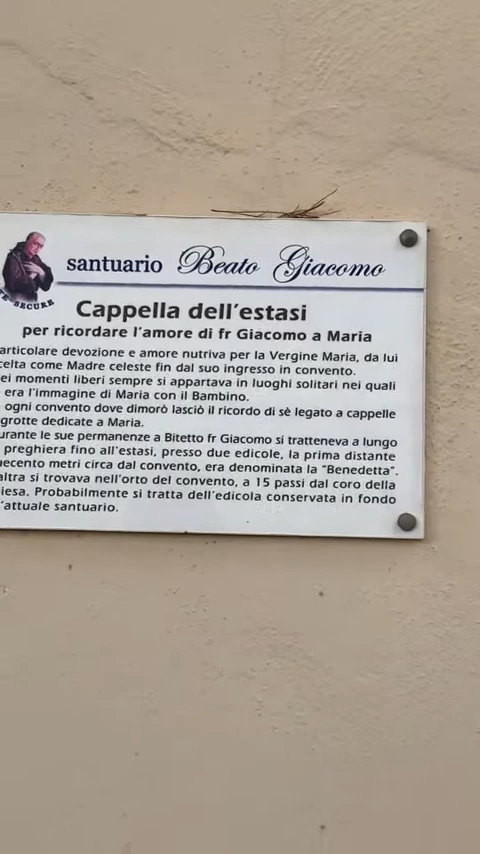 santuario Beato Giacomo
TE-SECURE
Cappella dell'estasi
per ricordare l'amore di fr Giacomo a Maria
articolare devozione e amore nutriva per la Vergine Maria, da lui
celta come Madre celeste fin dal suo ingresso in convento.
ei momenti liberi sempre si appartava in luoghi solitari nei quali
era l'immagine di Maria con il Bambino.
ogni convento dove dimorò lasciò il ricordo di sè legato a cappelle
grotte dedicate a Maria.
urante le sue permanenze a Bitetto fr Giacomo si tratteneva a lungo
preghiera fino all'estasi, presso due edicole, la prima distante
uecento metri circa dal convento, era denominata la "Benedetta".
altra si trovava nell'orto del convento, a 15 passi dal coro della
iesa. Probabilmente si tratta dell'edicola conservata in fondo
l'attuale santuario.